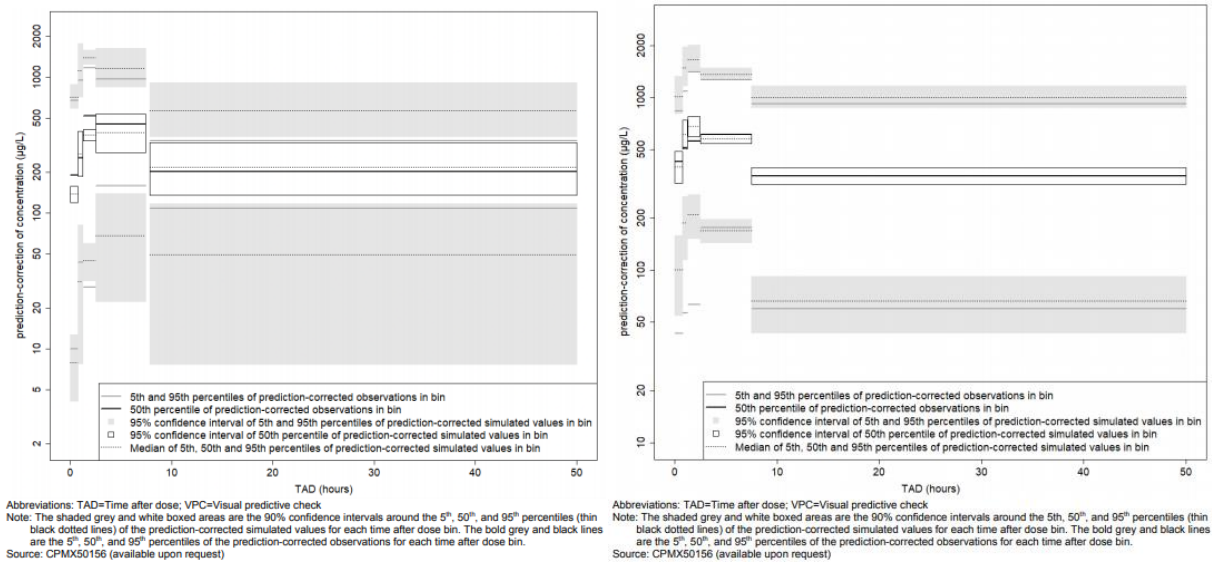 prediction-correction of concentration (µg/L)
2000
1000
500
200
100
50
20
10
5
2
0
10
20
30
40
50
TAD (hours)
5th and 95th percentiles of prediction-corrected observations in bin
50th percentile of prediction-corrected observations in bin
95% confidence interval of 5th and 95th percentiles of prediction-corrected simulated values in bin
95% confidence interval of 50th percentile of prediction-corrected simulated values in bin
Median of 5th, 50th and 95th percentiles of prediction-corrected simulated values in bin
Abbreviations: TAD=Time after dose; VPC=Visual predictive check
Note: The shaded grey and white boxed areas are the 90% confidence intervals around the 5th, 50th, and 95th percentiles (thin
black dotted lines) of the prediction-corrected simulated values for each time after dose bin. The bold grey and black lines
are the 5th, 50th, and 95th percentiles of the prediction-corrected observations for each time after dose bin.
Source: CPMX50156 (available upon request)
prediction-correction of concentration (µg/L)
2000
1000
500
200
100
50
20
10
0
10
20
30
40
50
TAD (hours)
5th and 95th percentiles of prediction-corrected observations in bin
50th percentile of prediction-corrected observations in bin
95% confidence interval of 5th and 95th percentiles of prediction-corrected simulated values in bin
95% confidence interval of 50th percentile of prediction-corrected simulated values in bin
Median of 5th, 50th and 95th percentiles of prediction-corrected simulated values in bin
Abbreviations: TAD=Time after dose; VPC=Visual predictive check
Note: The shaded grey and white boxed areas are the 90% confidence intervals around the 5th, 50th, and 95th percentiles (thin
black dotted lines) of the prediction-corrected simulated values for each time after dose bin. The bold grey and black lines
are the 5th, 50th, and 95th percentiles of the prediction-corrected observations for each time after dose bin.
Source: CPMX50156 (available upon request)